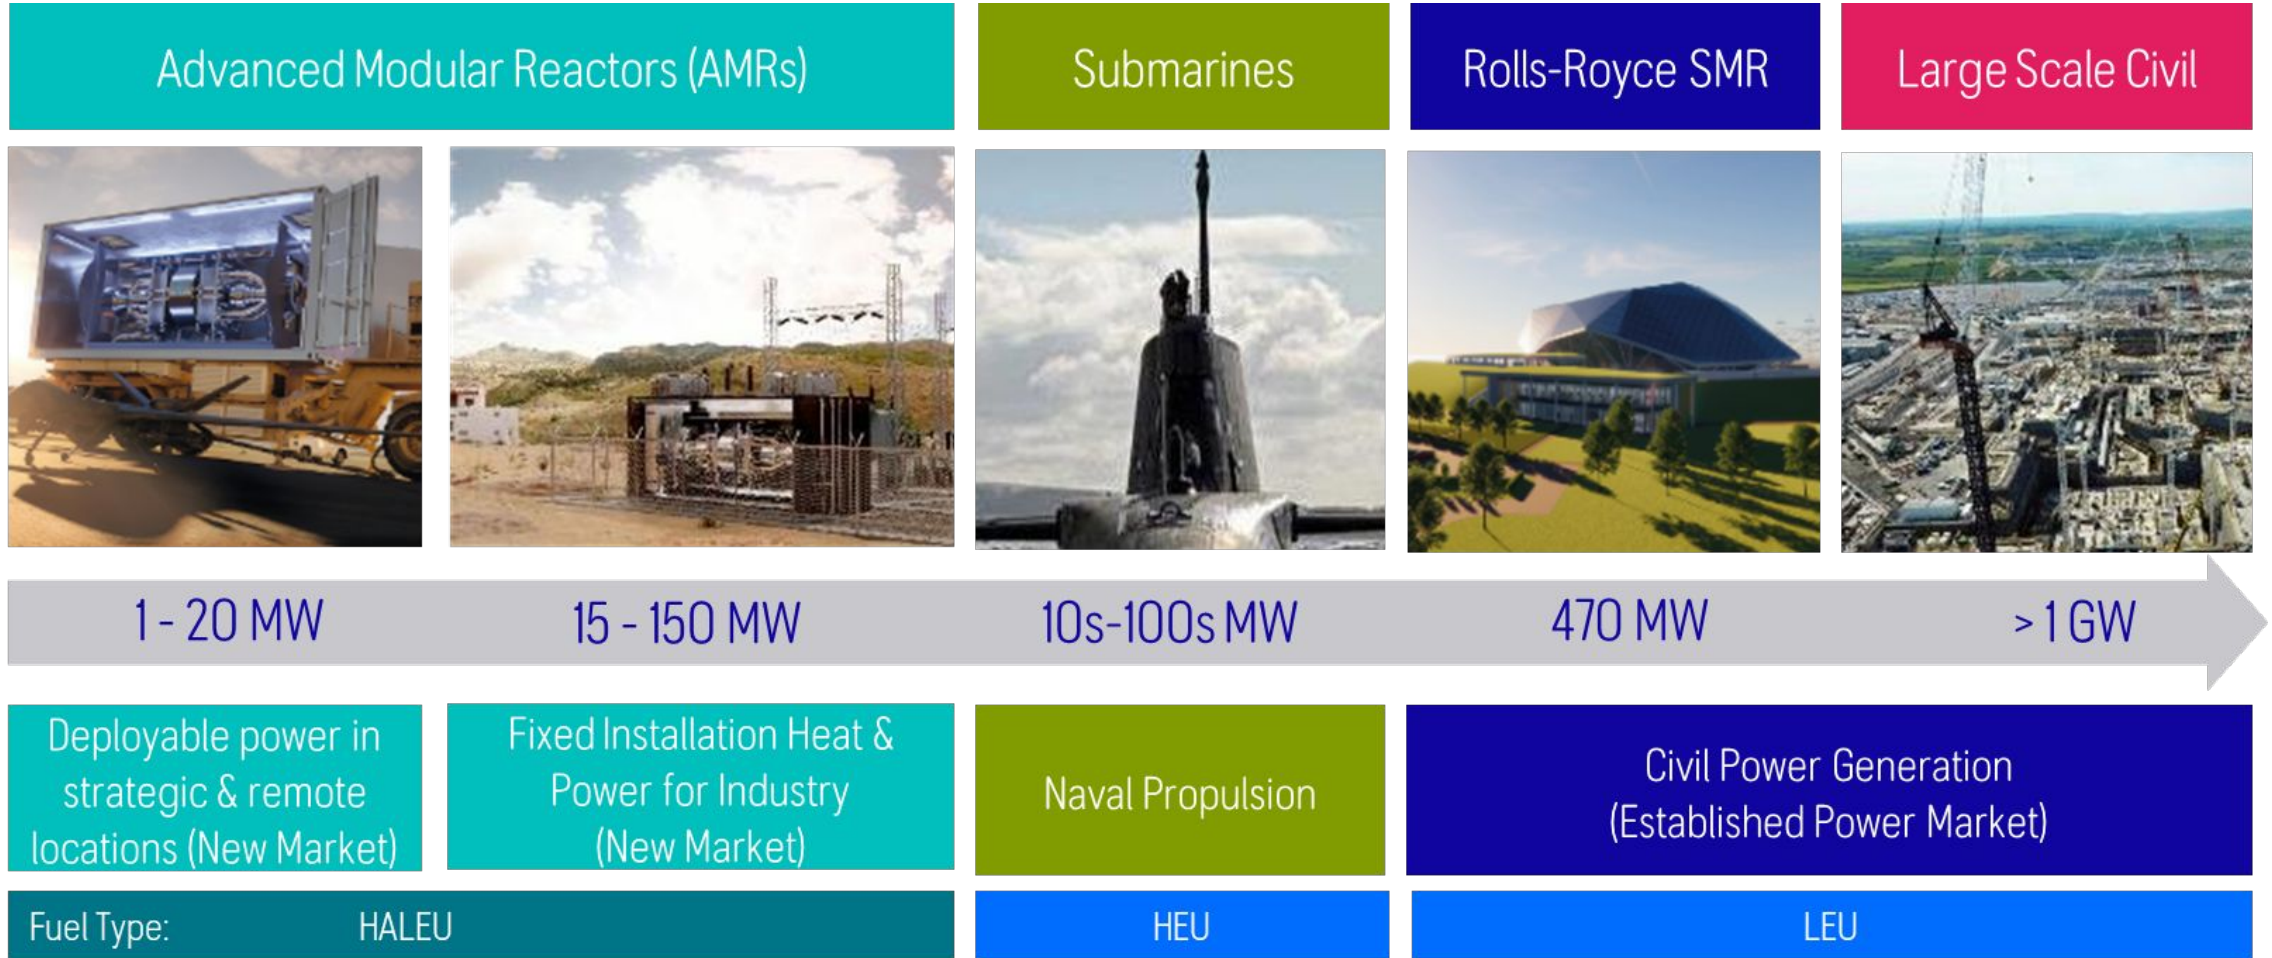 Advanced Modular Reactors (AMRs)
Submarines
Rolls-Royce SMR
Large Scale Civil
1 - 20 MW
15 - 150 MW
10s-100s MW
470 MW
> 1 GW
Deployable power in
strategic & remote
locations (New Market)
Fixed Installation Heat &
Power for Industry
(New Market)
Naval Propulsion
Civil Power Generation
(Established Power Market)
Fuel Type:
HALEU
HEU
LEU